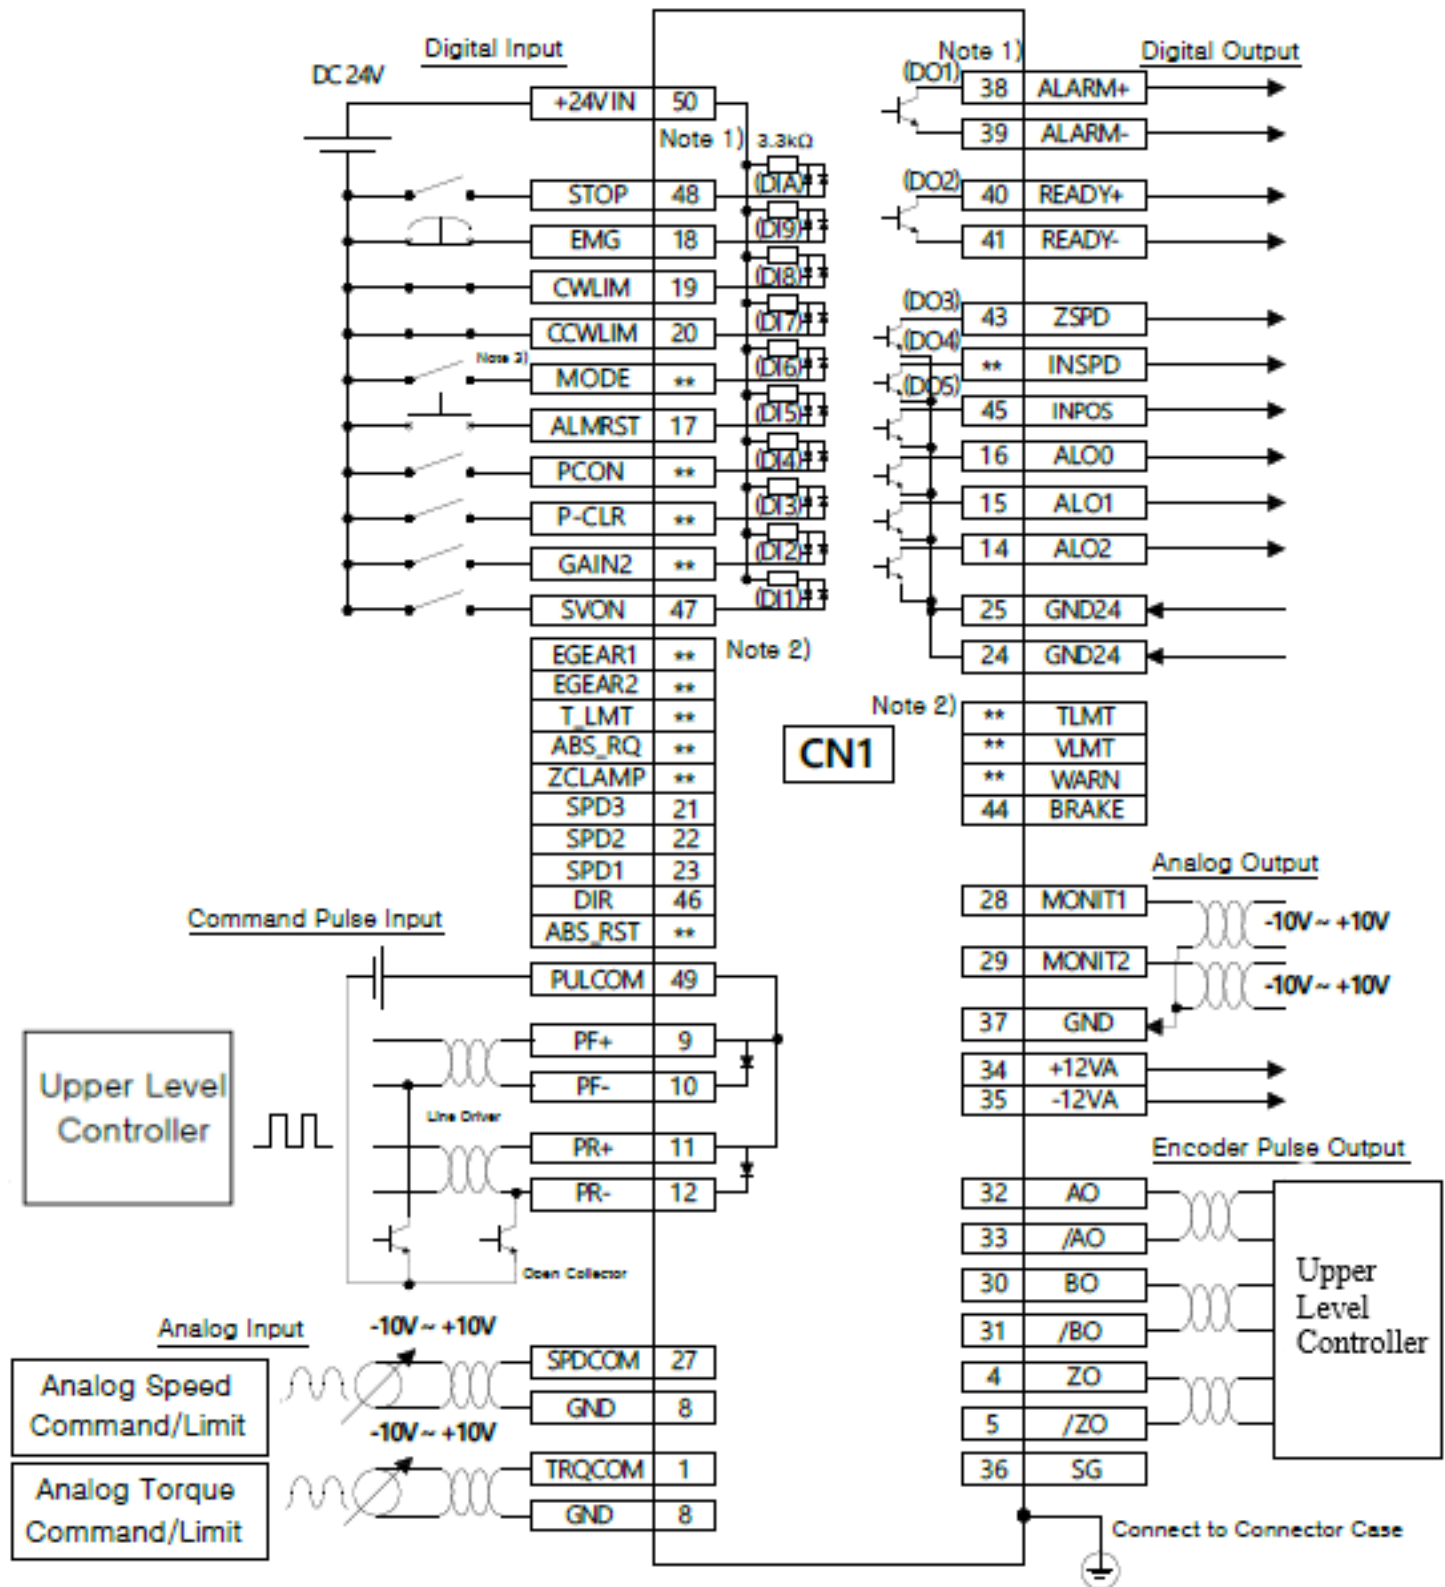 Digital Input
DC 24V
+24V IN 50
Note 1) 3.3kΩ
STOP 48 (DIA)
EMG 18 (DI9)
CWLIM 19 (DI8)
CCWLIM 20 (DI7)
Note 3)
MODE ** (DI6)
ALMRST 17 (DI5)
PCON ** (DI4)
P-CLR ** (DI3)
GAIN2 ** (DI2)
SVON 47 (DI1)
Note 2)
EGEAR1 **
EGEAR2 **
T_LMT **
ABS_RQ **
ZCLAMP **
SPD3 21
SPD2 22
SPD1 23
DIR 46
ABS_RST **
Command Pulse Input
PULCOM 49
PF+ 9
PF- 10
Line Driver
PR+ 11
PR- 12
Open Collector
Upper Level
Controller
Analog Input
-10V ~ +10V
Analog Speed
Command/Limit
SPDCOM 27
GND 8
-10V ~ +10V
Analog Torque
Command/Limit
TRQCOM 1
GND 8
CN1
Note 1)
Digital Output
(DO1) 38 ALARM+
39 ALARM-
(DO2) 40 READY+
41 READY-
(DO3) 43 ZSPD
(DO4) ** INSPD
(DO5) 45 INPOS
16 ALO0
15 ALO1
14 ALO2
25 GND24
24 GND24
Note 2)
** TLMT
** VLMT
** WARN
44 BRAKE
Analog Output
28 MONIT1
-10V ~ +10V
29 MONIT2
-10V ~ +10V
37 GND
34 +12VA
35 -12VA
Encoder Pulse Output
32 AO
33 /AO
30 BO
31 /BO
4 ZO
5 /ZO
36 SG
Upper
Level
Controller
Connect to Connector Case